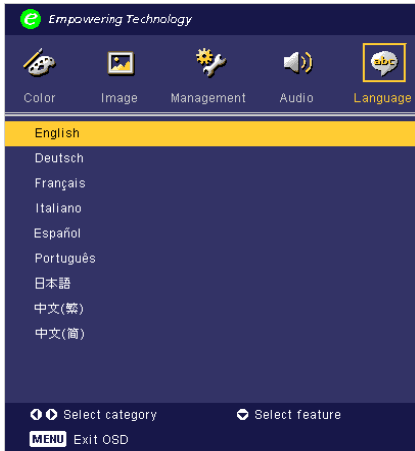 e Empowering Technology
Color Image Management Audio Language
abc
English
Deutsch
Français
Italiano
Español
Português
日本語
中文(繁)
中文(简)
Select category Select feature
MENU Exit OSD